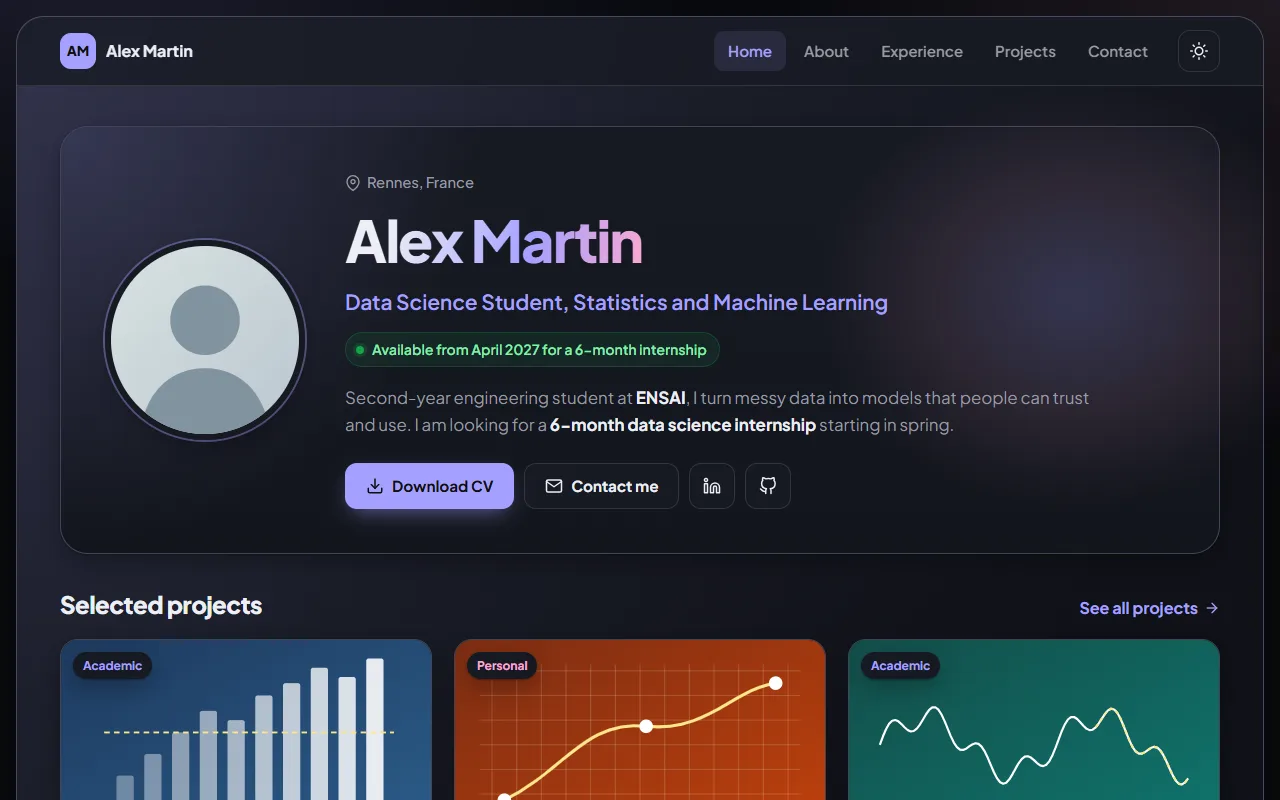 AM Alex Martin Home About Experience Projects Contact
Rennes, France
Alex Martin
Data Science Student, Statistics and Machine Learning
Available from April 2027 for a 6-month internship
Second-year engineering student at ENSAI, I turn messy data into models that people can trust
and use. I am looking for a 6-month data science internship starting in spring.
Download CV Contact me
Selected projects See all projects
Academic Personal Academic